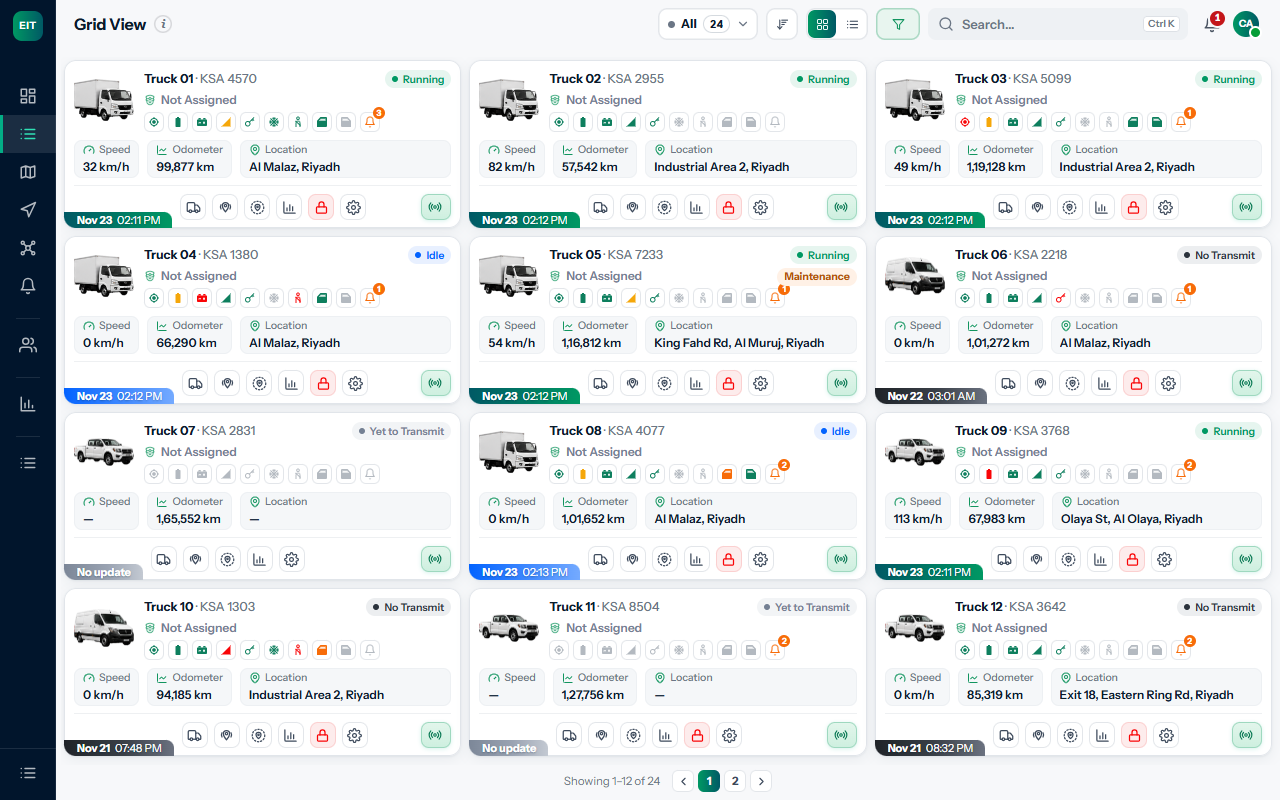 EIT
Grid View
All 24
Search...
Ctrl K
1
CA
Truck 01 · KSA 4570
Running
Not Assigned
3
Speed
32 km/h
Odometer
99,877 km
Location
Al Malaz, Riyadh
Nov 23 02:11 PM
Truck 02 · KSA 2955
Running
Not Assigned
Speed
82 km/h
Odometer
57,542 km
Location
Industrial Area 2, Riyadh
Nov 23 02:12 PM
Truck 03 · KSA 5099
Running
Not Assigned
1
Speed
49 km/h
Odometer
1,19,128 km
Location
Industrial Area 2, Riyadh
Nov 23 02:12 PM
Truck 04 · KSA 1380
Idle
Not Assigned
1
Speed
0 km/h
Odometer
66,290 km
Location
Al Malaz, Riyadh
Nov 23 02:12 PM
Truck 05 · KSA 7233
Running
Not Assigned
Maintenance
1
Speed
54 km/h
Odometer
1,16,812 km
Location
King Fahd Rd, Al Muruj, Riyadh
Nov 23 02:12 PM
Truck 06 · KSA 2218
No Transmit
Not Assigned
1
Speed
0 km/h
Odometer
1,01,272 km
Location
Al Malaz, Riyadh
Nov 22 03:01 AM
Truck 07 · KSA 2831
Yet to Transmit
Not Assigned
Speed
—
Odometer
1,65,552 km
Location
—
No update
Truck 08 · KSA 4077
Idle
Not Assigned
2
Speed
0 km/h
Odometer
1,01,652 km
Location
Al Malaz, Riyadh
Nov 23 02:13 PM
Truck 09 · KSA 3768
Running
Not Assigned
2
Speed
113 km/h
Odometer
67,983 km
Location
Olaya St, Al Olaya, Riyadh
Nov 23 02:11 PM
Truck 10 · KSA 1303
No Transmit
Not Assigned
Speed
0 km/h
Odometer
94,185 km
Location
Industrial Area 2, Riyadh
Nov 21 07:48 PM
Truck 11 · KSA 8504
Yet to Transmit
Not Assigned
2
Speed
—
Odometer
1,27,756 km
Location
—
No update
Truck 12 · KSA 3642
No Transmit
Not Assigned
2
Speed
0 km/h
Odometer
85,319 km
Location
Exit 18, Eastern Ring Rd, Riyadh
Nov 21 08:32 PM
Showing 1–12 of 24
1
2